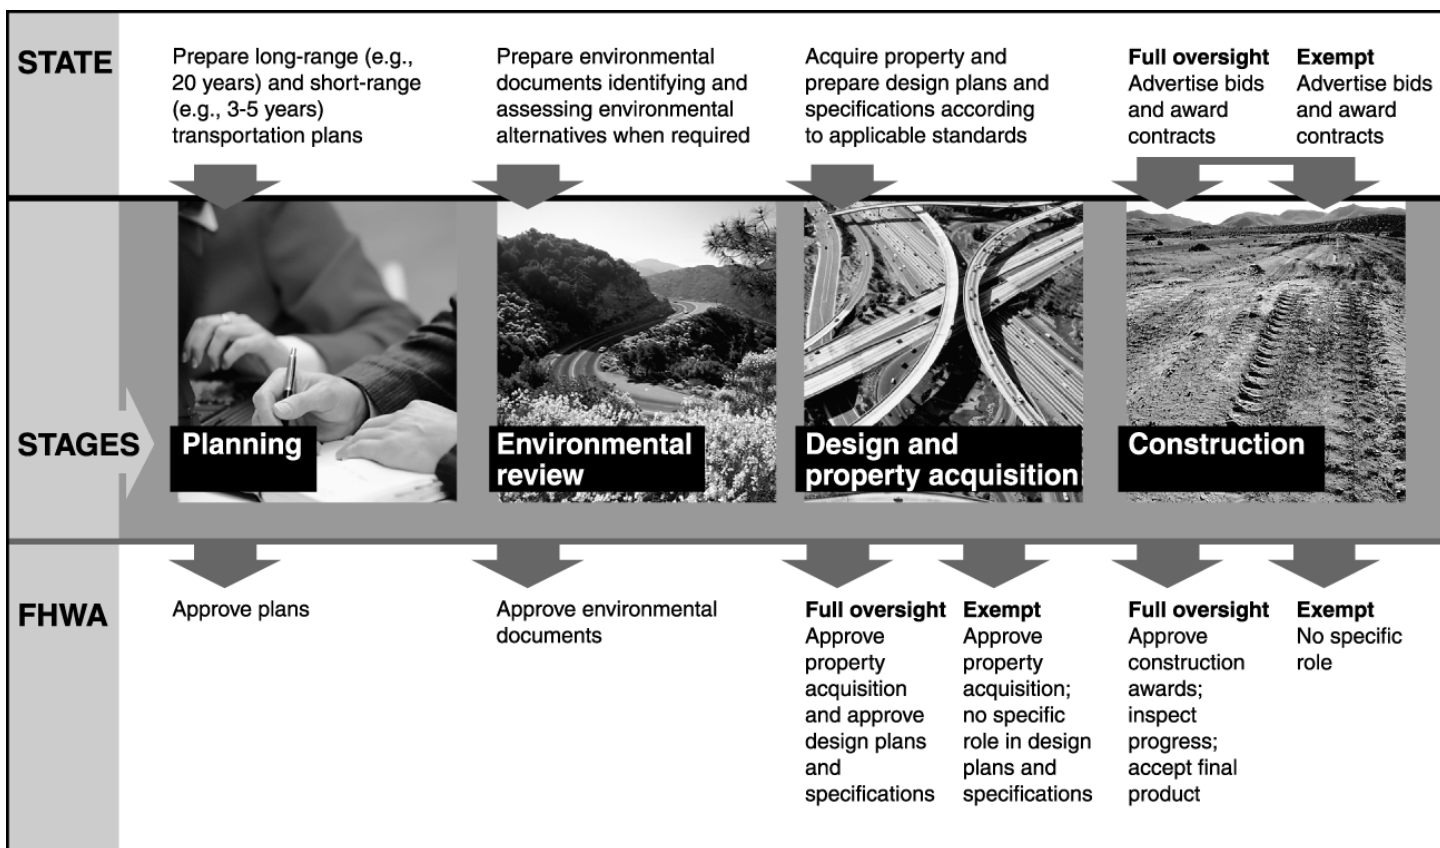 STATE
Prepare long-range (e.g.,
20 years) and short-range
(e.g., 3-5 years)
transportation plans
Prepare environmental
documents identifying and
assessing environmental
alternatives when required
Acquire property and
prepare design plans and
specifications according
to applicable standards
Full oversight
Advertise bids
and award
contracts
Exempt
Advertise bids
and award
contracts
STAGES
Planning
Environmental
review
Design and
property acquisition
Construction
FHWA
Approve plans
Approve environmental
documents
Full oversight
Approve
property
acquisition
and approve
design plans
and
specifications
Exempt
Approve
property
acquisition;
no specific
role in design
plans and
specifications
Full oversight
Approve
construction
awards;
inspect
progress;
accept final
product
Exempt
No specific
role